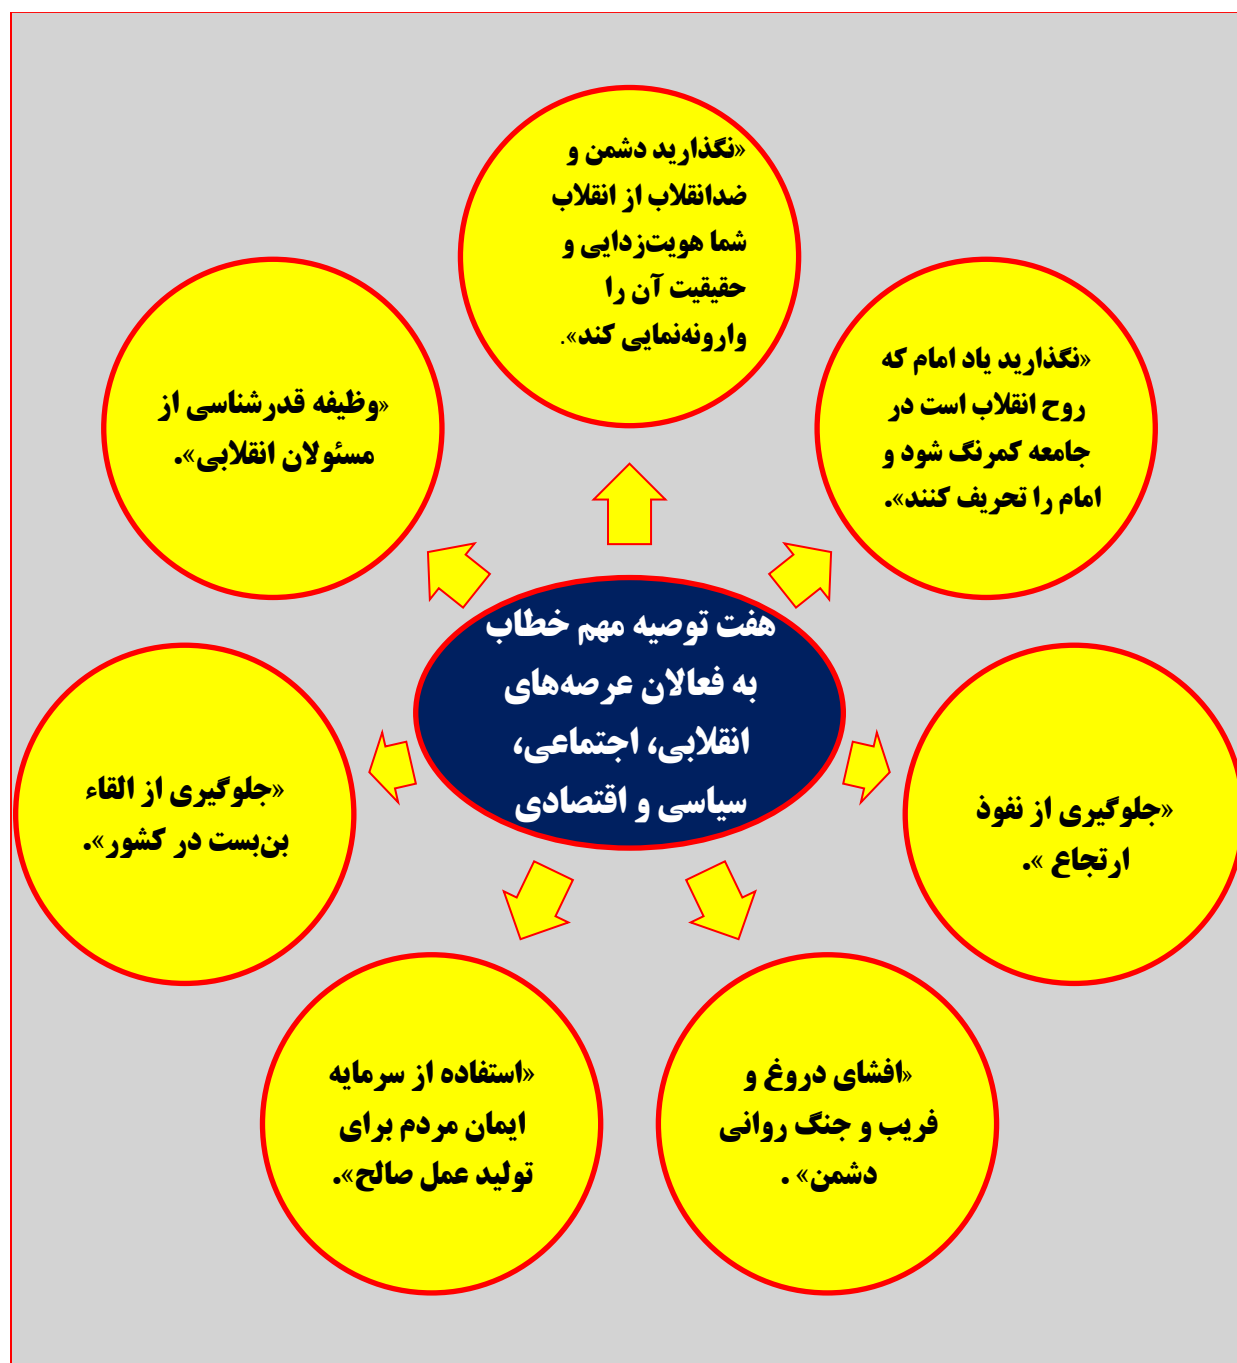 هفت توصیه مهم خطاب
به فعالان عرصه‌های
انقلابی، اجتماعی،
سیاسی و اقتصادی
«نگذارید دشمن و
ضدانقلاب از انقلاب
شما هویت‌زدایی و
حقیقیت آن را
وارونه‌نمایی کند».
«نگذارید یاد امام که
روح انقلاب است در
جامعه کمرنگ شود و
امام را تحریف کنند».
«جلوگیری از نفوذ
ارتجاع ».
«افشای دروغ و
فریب و جنگ روانی
دشمن» .
«استفاده از سرمایه
ایمان مردم برای
تولید عمل صالح».
«جلوگیری از القاء
بن‌بست در کشور».
«وظیفه قدرشناسی از
مسئولان انقلابی».